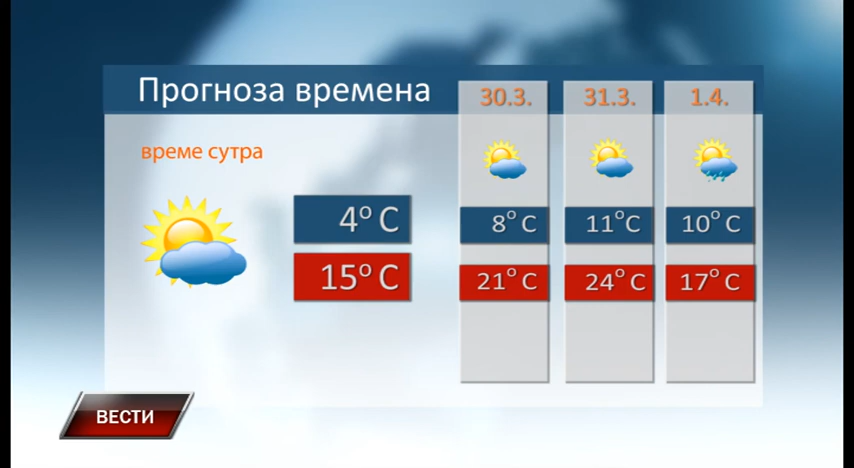 Прогноза времена
време сутра
4° C
15° C
30.3.
8° C
21° C
31.3.
11°C
24° C
1.4.
10° C
17° C
ВЕСТИ